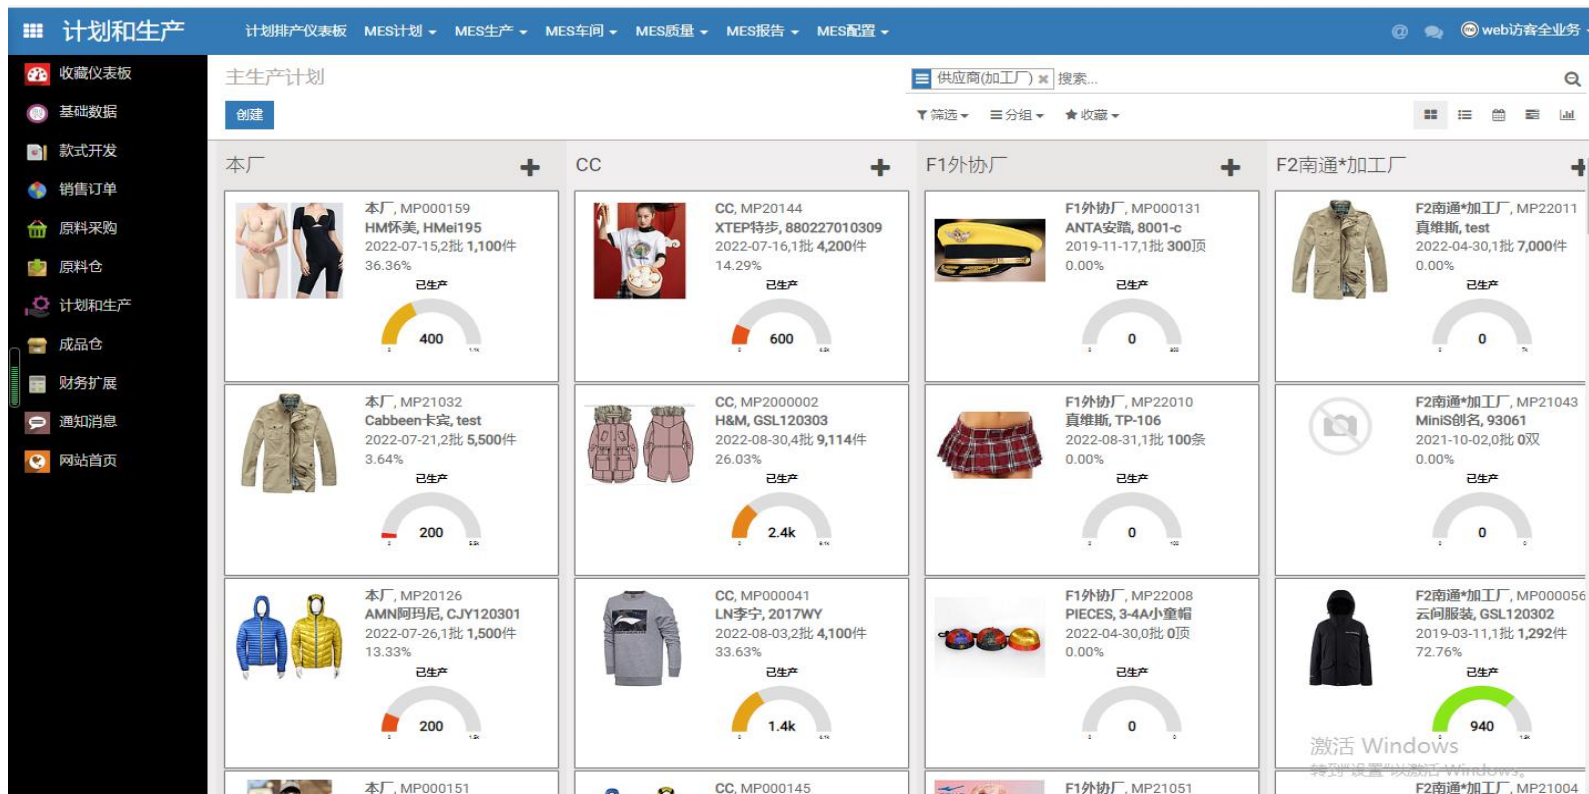 计划和生产
计划排产仪表板 MES计划 MES生产 MES车间 MES质量 MES报告 MES配置
@ web访客全业务
收藏仪表板
基础数据
款式开发
销售订单
原料采购
原料仓
计划和生产
成品仓
财务扩展
通知消息
网站首页
主生产计划
供应商(加工厂) × 搜索...
创建
筛选 分组 收藏
本厂
本厂, MP000159
HM怀美, HMei195
2022-07-15,2批 1,100件
36.36%
已生产
400
本厂, MP21032
Cabbeen卡宾, test
2022-07-21,2批 5,500件
3.64%
已生产
200
本厂, MP20126
AMN阿玛尼, CJY120301
2022-07-26,1批 1,500件
13.33%
已生产
200
本厂, MP000151
CC
CC, MP20144
XTEP特步, 880227010309
2022-07-16,1批 4,200件
14.29%
已生产
600
CC, MP2000002
H&M, GSL120303
2022-08-30,4批 9,114件
26.03%
已生产
2.4k
CC, MP000041
LN李宁, 2017WY
2022-08-03,2批 4,100件
33.63%
已生产
1.4k
CC, MP000145
F1外协厂
F1外协厂, MP000131
ANTA安踏, 8001-c
2019-11-17,1批 300顶
0.00%
已生产
0
F1外协厂, MP22010
真维斯, TP-106
2022-08-31,1批 100条
0.00%
已生产
0
F1外协厂, MP22008
PIECES, 3-4A小童帽
2022-04-30,0批 0顶
0.00%
已生产
0
F1外协厂, MP21051
F2南通*加工厂
F2南通*加工厂, MP22011
真维斯, test
2022-04-30,1批 7,000件
0.00%
已生产
0
F2南通*加工厂, MP21043
MiniS创名, 93061
2021-10-02,0批 0双
0.00%
已生产
0
F2南通*加工厂, MP000056
云间服装, GSL120302
2019-03-11,1批 1,292件
72.76%
已生产
940
F2南通*加工厂, MP21004
激活 Windows
转到"设置"以激活 Windows。